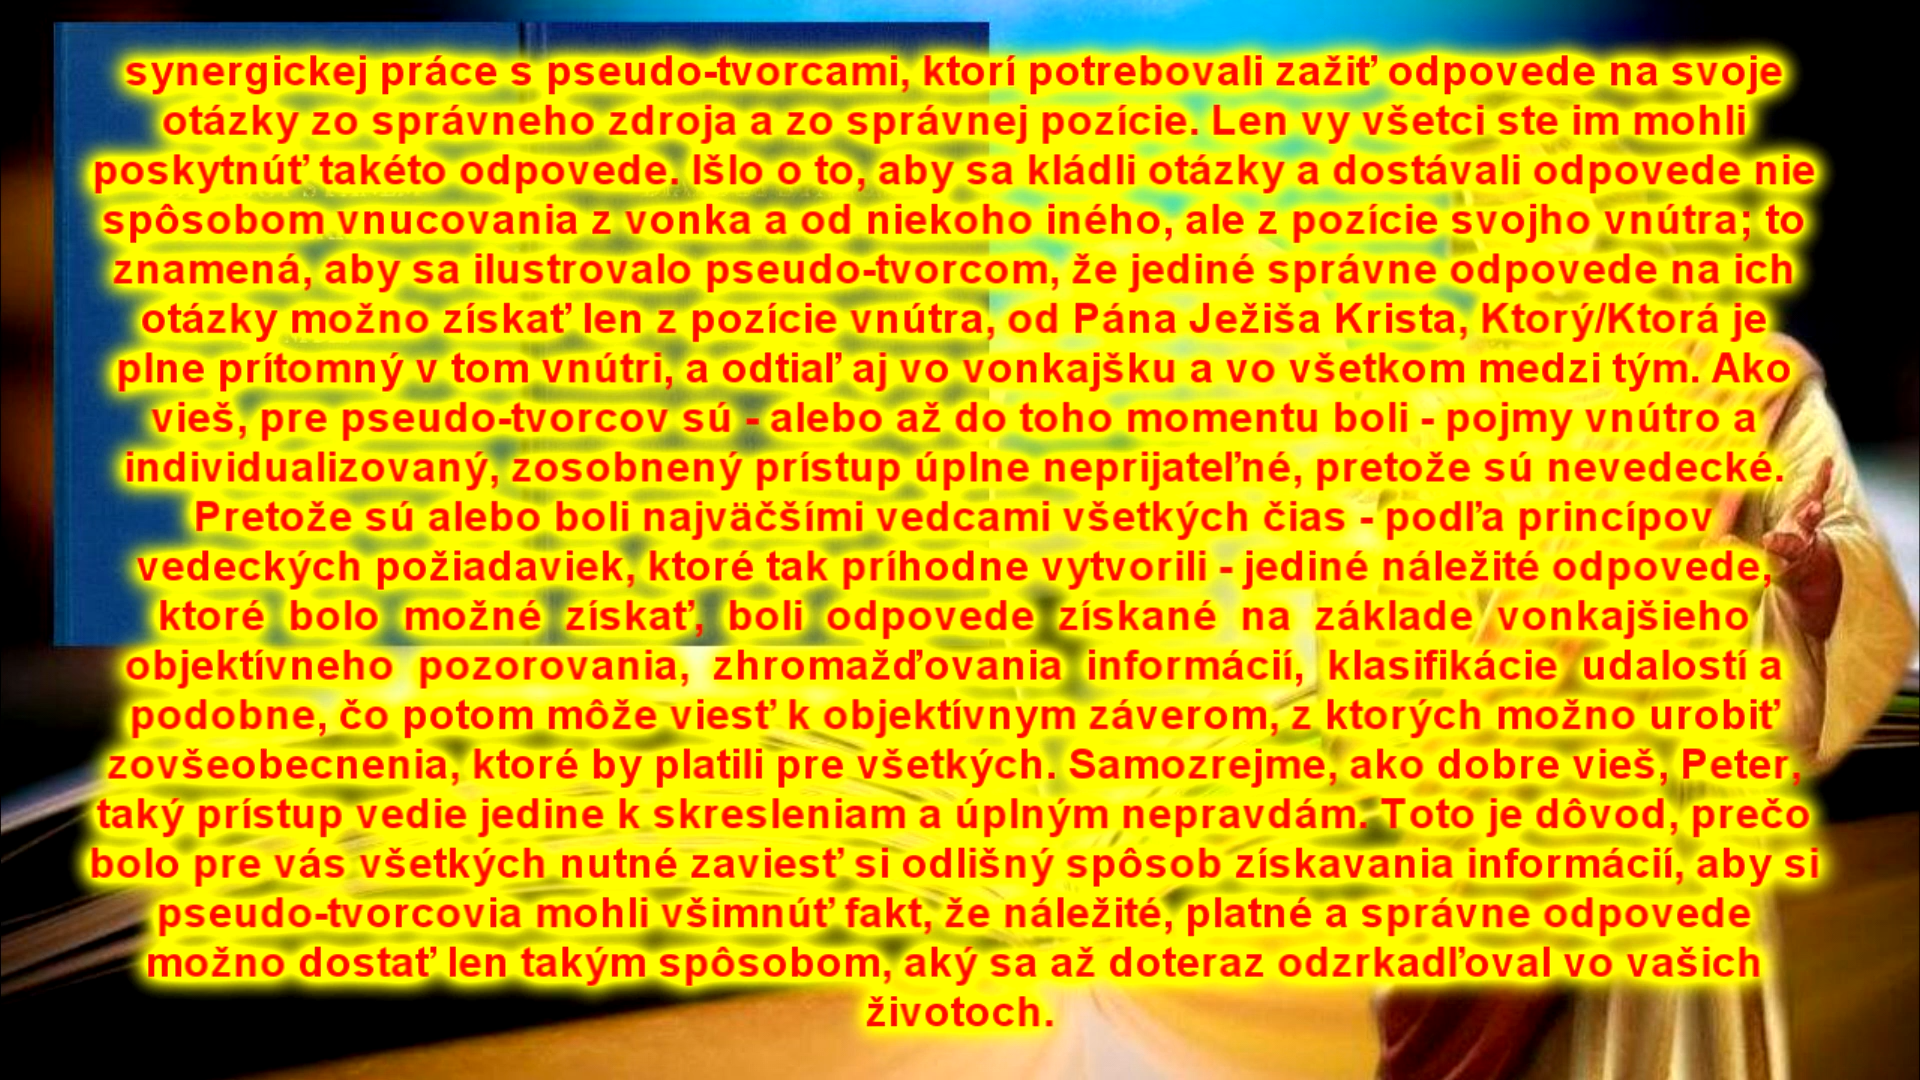 synergickej práce s pseudo-tvorcami, ktorí potrebovali zažiť odpovede na svoje
otázky zo správneho zdroja a zo správnej pozície. Len vy všetci ste im mohli
poskytnúť takéto odpovede. Išlo o to, aby sa kládli otázky a dostávali odpovede nie
spôsobom vnucovania z vonka a od niekoho iného, ale z pozície svojho vnútra; to
znamená, aby sa ilustrovalo pseudo-tvorcom, že jediné správne odpovede na ich
otázky možno získať len z pozície vnútra, od Pána Ježiša Krista, Ktorý/Ktorá je
plne prítomný v tom vnútri, a odtiaľ aj vo vonkajšku a vo všetkom medzi tým. Ako
vieš, pre pseudo-tvorcov sú - alebo až do toho momentu boli - pojmy vnútro a
individualizovaný, zosobnený prístup úplne neprijateľné, pretože sú nevedecké.
Pretože sú alebo boli najväčšími vedcami všetkých čias - podľa princípov
vedeckých požiadaviek, ktoré tak príhodne vytvorili - jediné náležité odpovede,
ktoré bolo možné získať, boli odpovede získané na základe vonkajšieho
objektívneho pozorovania, zhromažďovania informácií, klasifikácie udalostí a
podobne, čo potom môže viesť k objektívnym záverom, z ktorých možno urobiť
zovšeobecnenia, ktoré by platili pre všetkých. Samozrejme, ako dobre vieš, Peter,
taký prístup vedie jedine k skresleniam a úplným nepravdám. Toto je dôvod, prečo
bolo pre vás všetkých nutné zaviesť si odlišný spôsob získavania informácií, aby si
pseudo-tvorcovia mohli všimnúť fakt, že náležité, platné a správne odpovede
možno dostať len takým spôsobom, aký sa až doteraz odzrkadľoval vo vašich
životoch.